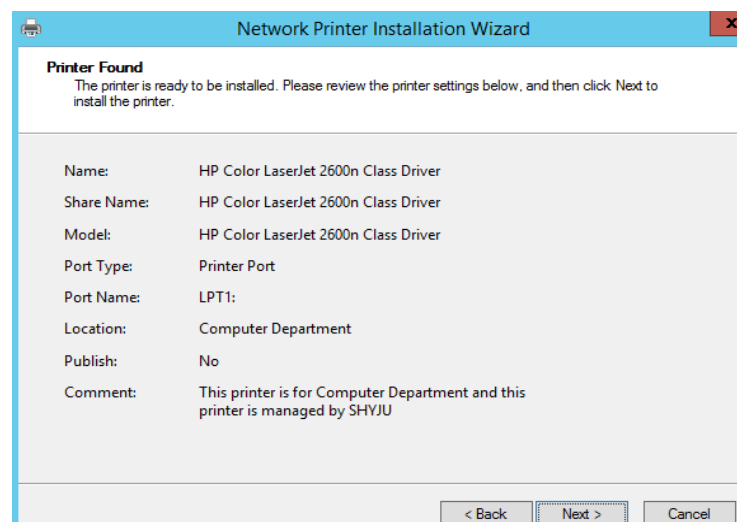 Network Printer Installation Wizard
x
Printer Found
The printer is ready to be installed. Please review the printer settings below, and then click Next to
install the printer.
Name: HP Color LaserJet 2600n Class Driver
Share Name: HP Color LaserJet 2600n Class Driver
Model: HP Color LaserJet 2600n Class Driver
Port Type: Printer Port
Port Name: LPT1:
Location: Computer Department
Publish: No
Comment: This printer is for Computer Department and this
printer is managed by SHYJU
< Back Next > Cancel